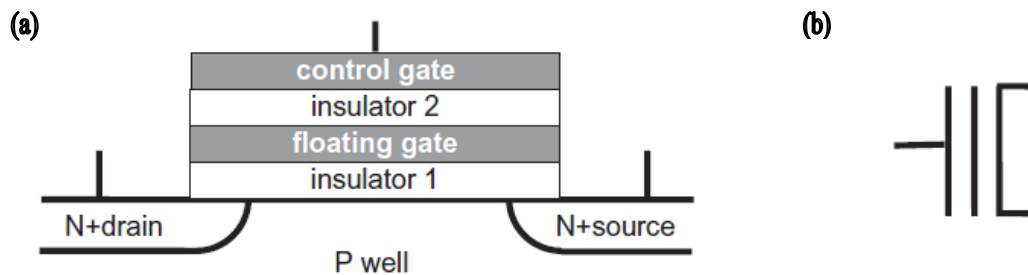 (a)
(b)
control gate
insulator 2
floating gate
insulator 1
N+drain
N+source
P well